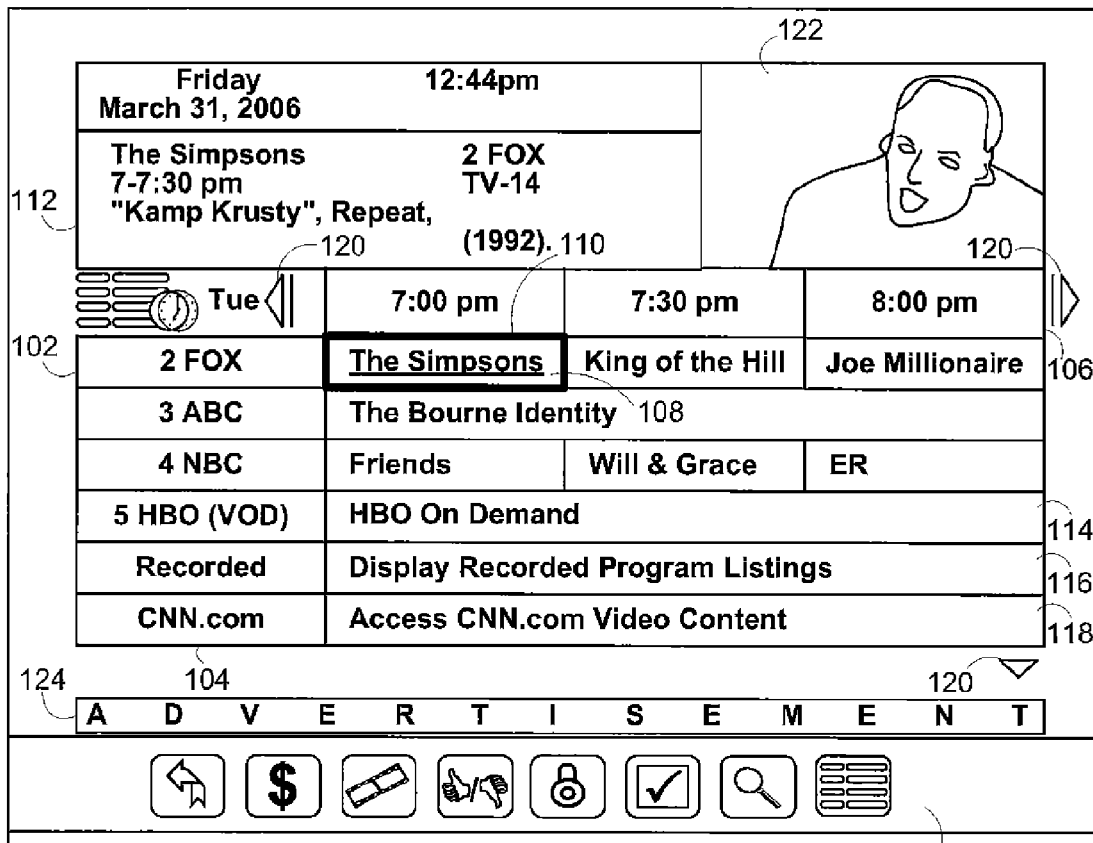 122
Friday 12:44pm
March 31, 2006
The Simpsons 2 FOX
7-7:30 pm TV-14
"Kamp Krusty", Repeat,
(1992).
112
120
110
120
Tue 7:00 pm 7:30 pm 8:00 pm
102
2 FOX The Simpsons King of the Hill Joe Millionaire
106
3 ABC The Bourne Identity
108
4 NBC Friends Will & Grace ER
5 HBO (VOD) HBO On Demand
114
Recorded Display Recorded Program Listings
116
CNN.com Access CNN.com Video Content
118
104
120
124
A D V E R T I S E M E N T
$